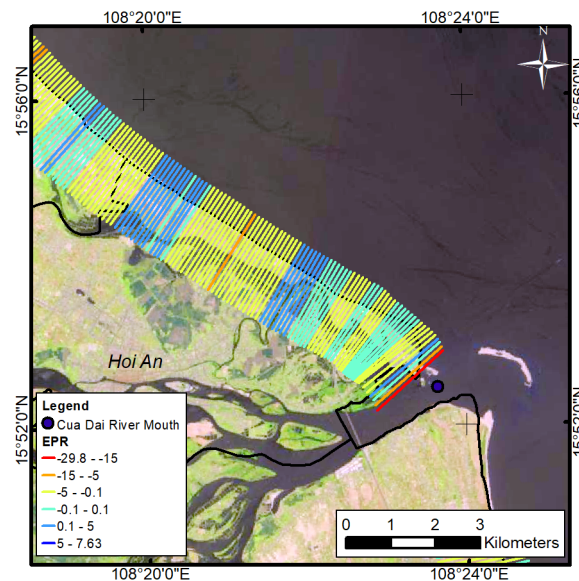 108°20'0"E 108°24'0"E
N
15°56'0"N 15°56'0"N
Hoi An
15°52'0"N 15°52'0"N
Legend
Cua Dai River Mouth
EPR
-29.8 - -15
-15 - -5
-5 - -0.1
-0.1 - 0.1
0.1 - 5
5 - 7.63
0 1 2 3
Kilometers
108°20'0"E 108°24'0"E